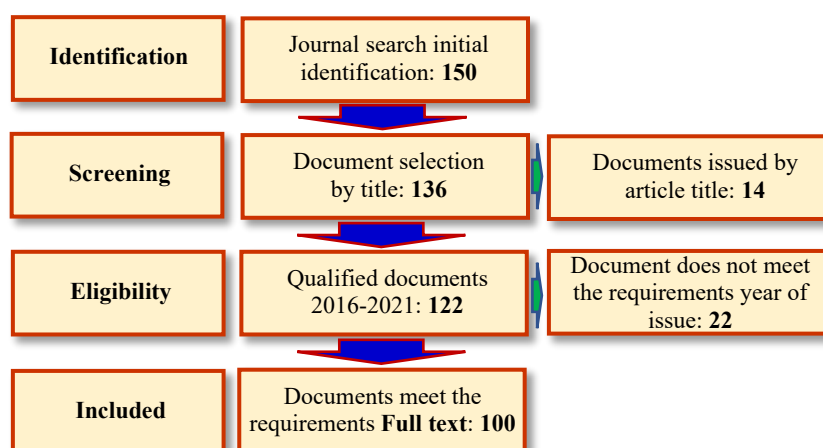 Identification
Journal search initial
identification: 150
Screening
Document selection
by title: 136
Documents issued by
article title: 14
Eligibility
Qualified documents
2016-2021: 122
Document does not meet
the requirements year of
issue: 22
Included
Documents meet the
requirements Full text: 100